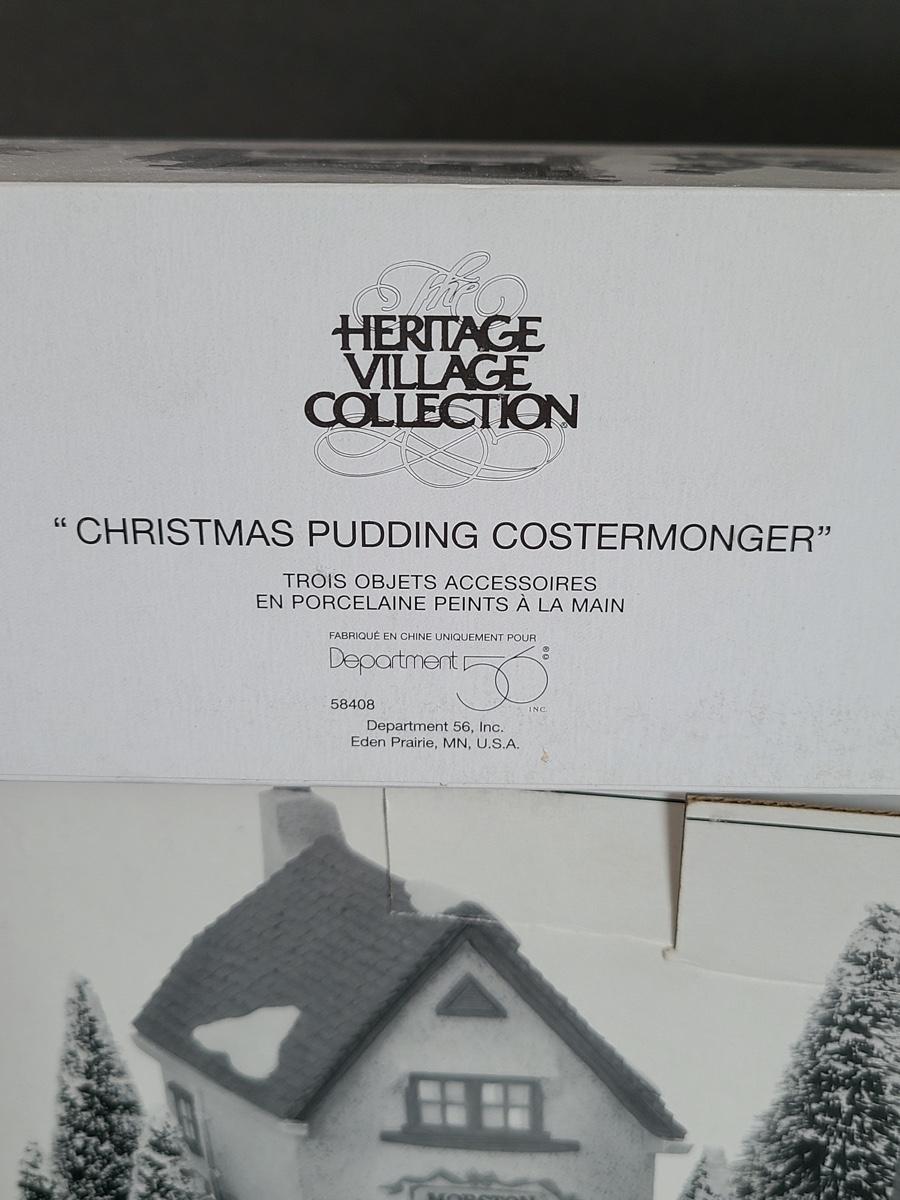 The
HERITAGE
VILLAGE
COLLECTION®
“CHRISTMAS PUDDING COSTERMONGER”
TROIS OBJETS ACCESSOIRES
EN PORCELAINE PEINTS À LA MAIN
FABRIQUÉ EN CHINE UNIQUEMENT POUR
Department 56 ® ©
58408
INC.
Department 56, Inc.
Eden Prairie, MN, U.S.A.
MORSTON